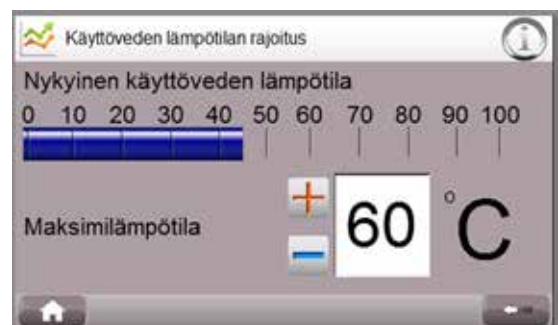 Käyttöveden lämpötilan rajoitus
Nykyinen käyttöveden lämpötila
0 10 20 30 40 50 60 70 80 90 100
Maksimilämpötila
60 °C